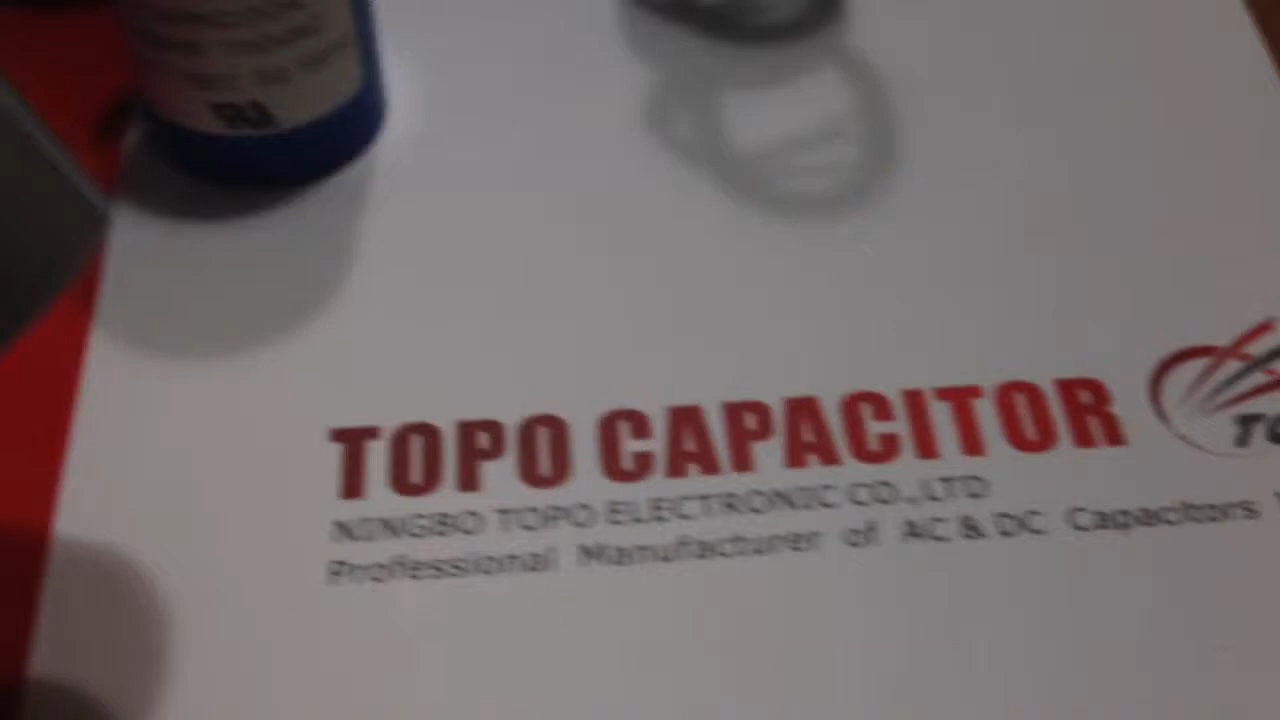 TOPO CAPACITOR
NINGBO TOPO ELECTRONIC CO.,LTD
Professional Manufacturer of AC & DC Capacitors